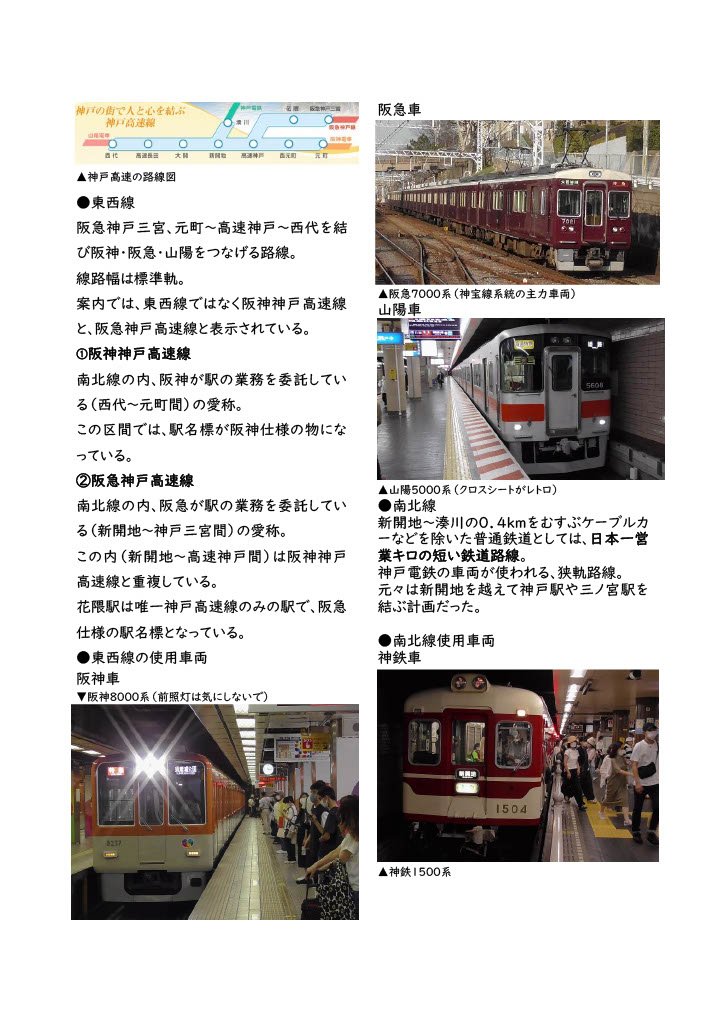 神戸の街で人と心を結ぶ
神戸高速線
神戸電鉄
湊川
花隈
阪急神戸三宮
阪急神戸線
山陽電車
阪神電車
西代
高速長田
大開
新開地
高速神戸
西元町
元町
▲神戸高速の路線図
●東西線
阪急神戸三宮、元町～高速神戸～西代を結
び阪神・阪急・山陽をつなげる路線。
線路幅は標準軌。
案内では、東西線ではなく阪神神戸高速線
と、阪急神戸高速線と表示されている。
①阪神神戸高速線
南北線の内、阪神が駅の業務を委託してい
る（西代～元町間）の愛称。
この区間では、駅名標が阪神仕様の物にな
っている。
②阪急神戸高速線
南北線の内、阪急が駅の業務を委託してい
る（新開地～神戸三宮間）の愛称。
この内（新開地～高速神戸間）は阪神神戸
高速線と重複している。
花隈駅は唯一神戸高速線のみの駅で、阪急
仕様の駅名標となっている。
●東西線の使用車両
阪神車
▼阪神8000系（前照灯は気にしないで）
8237
阪急車
7021
▲阪急7000系（神宝線系統の主力車両）
山陽車
5608
▲山陽5000系（クロスシートがレトロ）
●南北線
新開地～湊川の0.4kmをむすぶケーブルカ
ーなどを除いた普通鉄道としては、日本一営
業キロの短い鉄道路線。
神戸電鉄の車両が使われる、狭軌路線。
元々は新開地を越えて神戸駅や三ノ宮駅を
結ぶ計画だった。
●南北線使用車両
神鉄車
新開地
1504
▲神鉄1500系